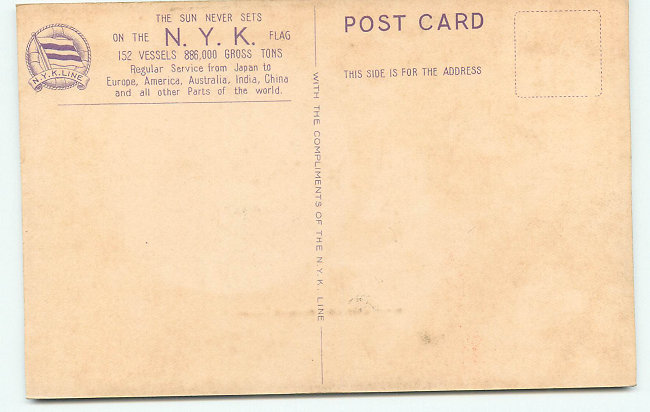 THE SUN NEVER SETS
ON THE N. Y. K. FLAG
152 VESSELS 886,000 GROSS TONS
Regular Service from Japan to
Europe, America, Australia, India, China
and all other Parts of the world.
N.Y.K.LINE
WITH THE COMPLIMENTS OF THE N.Y.K. LINE
POST CARD
THIS SIDE IS FOR THE ADDRESS